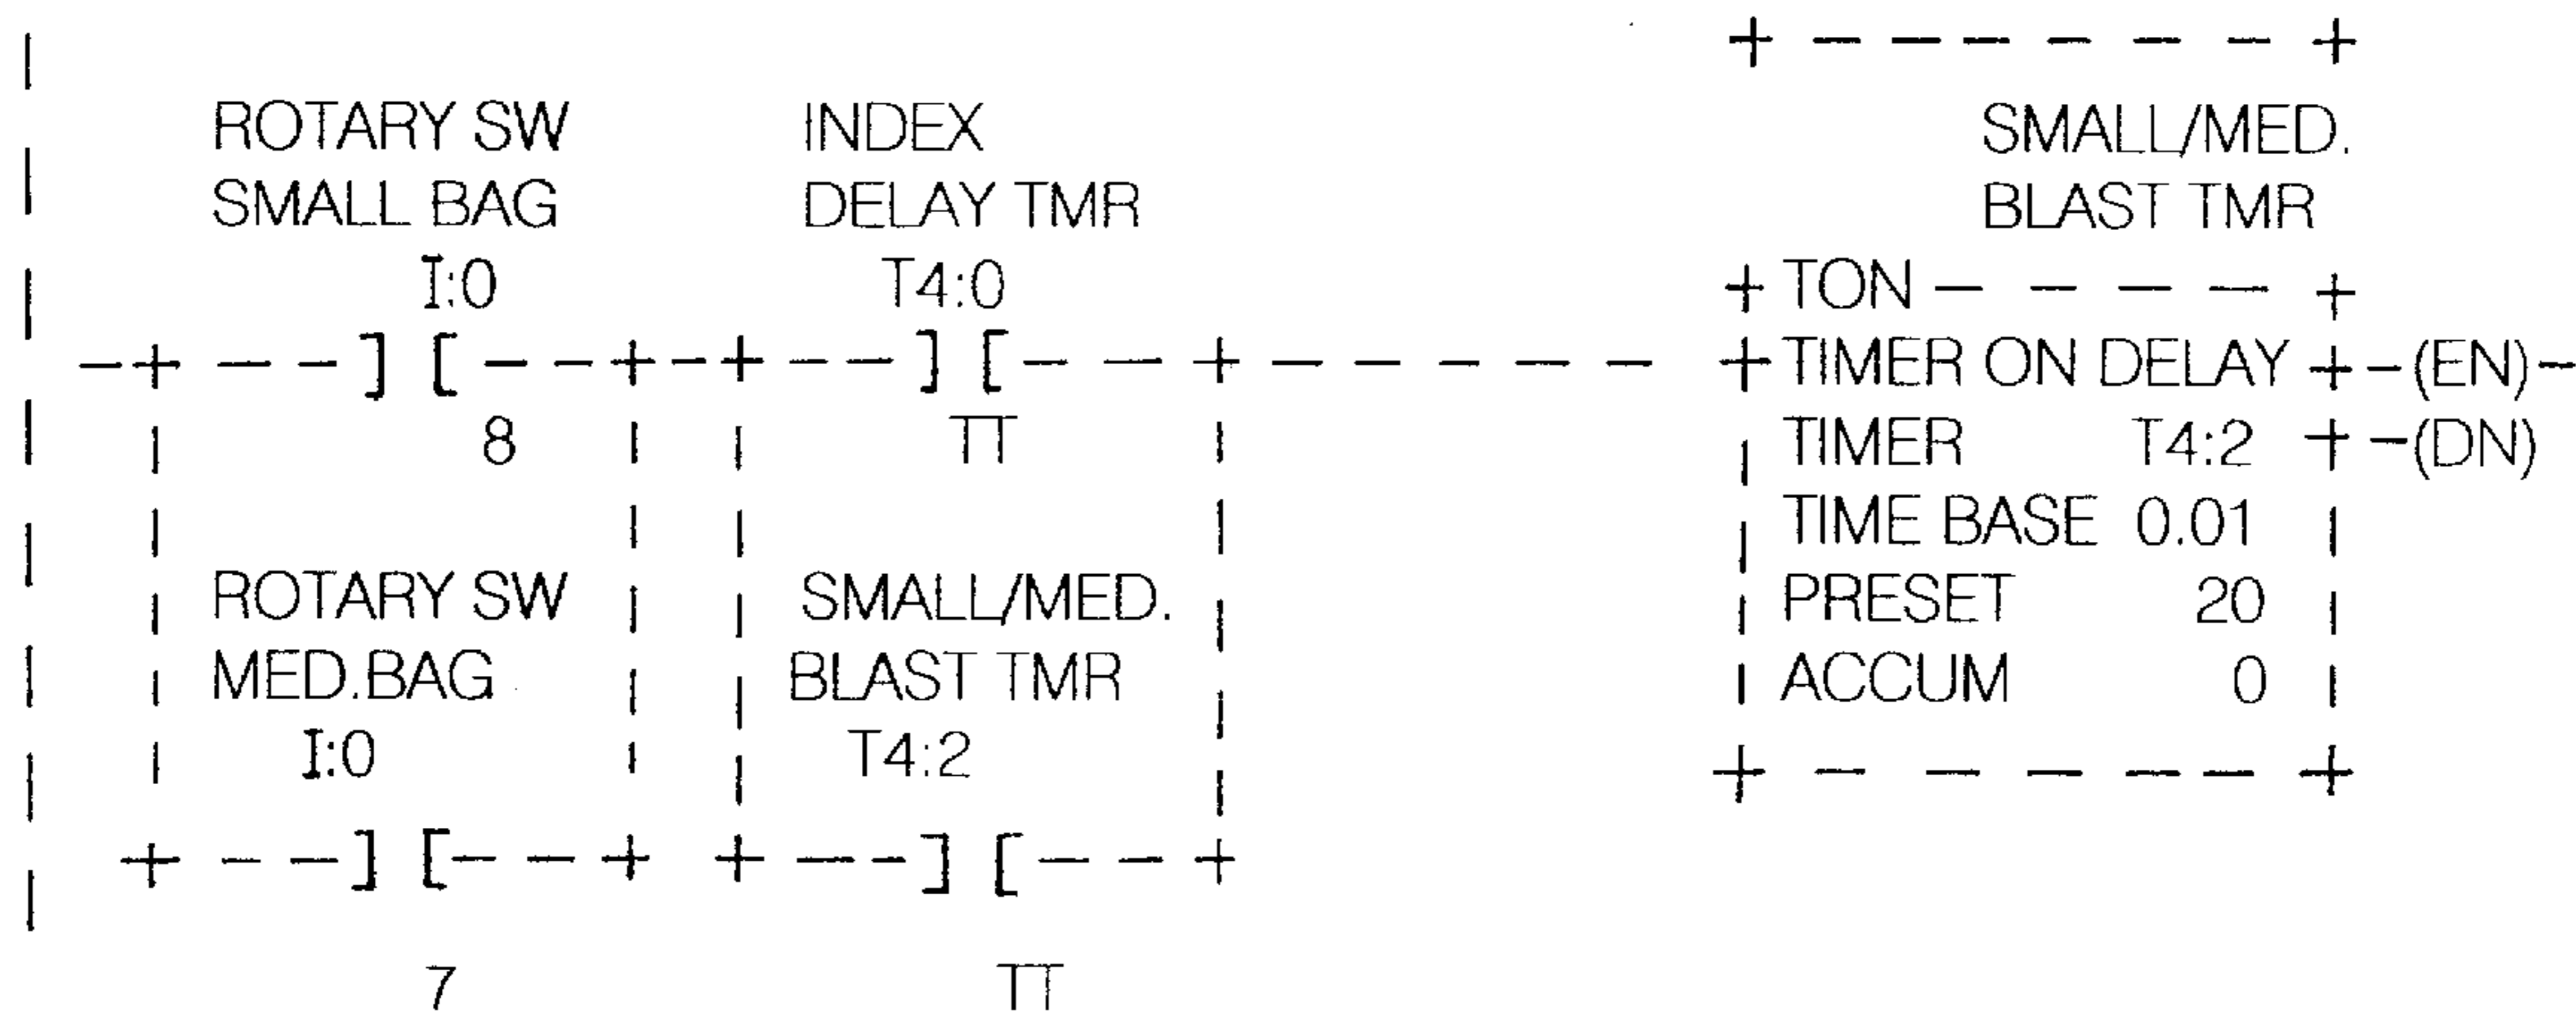 ROTARY SW
SMALL BAG
I:0
] [
8
ROTARY SW
MED.BAG
I:0
] [
7
INDEX
DELAY TMR
T4:0
] [
TT
SMALL/MED.
BLAST TMR
T4:2
] [
TT
SMALL/MED.
BLAST TMR
TON
TIMER ON DELAY
(EN)
TIMER T4:2
(DN)
TIME BASE 0.01
PRESET 20
ACCUM 0